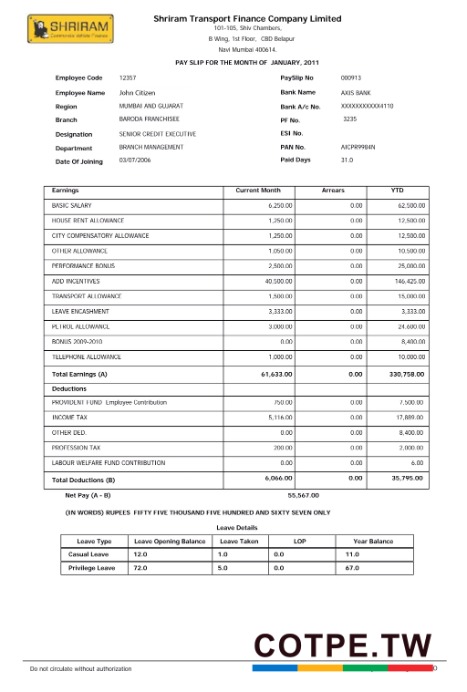 SHRIRAM
Shriram Transport Finance Company Limited
101-105, Shiv Chambers,
B Wing, 1st Floor, CBD Belapur
Navi Mumbai 400614.
PAY SLIP FOR THE MONTH OF JANUARY, 2011
Employee Code 12357 PaySlip No 000913
Employee Name John Citizen Bank Name AXIS BANK
Region MUMBAI AND GUJARAT Bank A/c No.
Branch BARODA FRANCHISEE PF No. 3235
Designation SENIOR CREDIT EXECUTIVE ESI No.
Department BRANCH MANAGEMENT PAN No.
Date Of Joining 03/07/2006 Paid Days 31.0
Earnings Current Month Arrears YTD
BASIC SALARY 6,250.00 0.00 62,500.00
HOUSE RENT ALLOWANCE 1,250.00 0.00 12,500.00
CITY COMPENSATORY ALLOWANCE 1,250.00 0.00 12,500.00
OTHER ALLOWANCE 1,050.00 0.00 10,500.00
PERFORMANCE BONUS 2,500.00 0.00 25,000.00
ADD INCENTIVES 40,500.00 0.00 146,425.00
TRANSPORT ALLOWANCE 1,500.00 0.00 15,000.00
LEAVE ENCASHMENT 3,333.00 0.00 3,333.00
PETROL ALLOWANCE 3,000.00 0.00 24,600.00
BONUS 2009-2010 0.00 0.00 8,400.00
TELEPHONE ALLOWANCE 1,000.00 0.00 10,000.00
Total Earnings (A) 61,633.00 0.00 330,758.00
Deductions
PROVIDENT FUND Employee Contribution 750.00 0.00 7,500.00
INCOME TAX 5,116.00 0.00 17,889.00
OTHER DED. 0.00 0.00 8,400.00
PROFESSION TAX 200.00 0.00 2,000.00
LABOUR WELFARE FUND CONTRIBUTION 0.00 0.00 6.00
Total Deductions (B) 6,066.00 0.00 35,795.00
Net Pay (A - B) 55,567.00
(IN WORDS) RUPEES FIFTY FIVE THOUSAND FIVE HUNDRED AND SIXTY SEVEN ONLY
Leave Details
Leave Type Leave Opening Balance Leave Taken LOP Year Balance
Casual Leave 12.0 1.0 0.0 11.0
Privilege Leave 72.0 5.0 0.0 67.0
COTPE.TW
Do not circulate without authorization